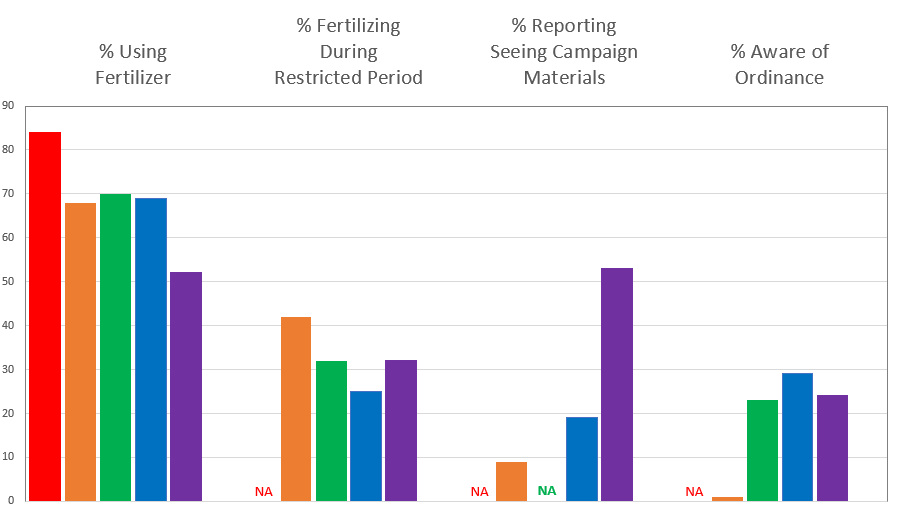 % Using
Fertilizer
% Fertilizing
During
Restricted Period
% Reporting
Seeing Campaign
Materials
% Aware of
Ordinance
90
80
70
60
50
40
30
20
10
0
NA
NA
NA
NA